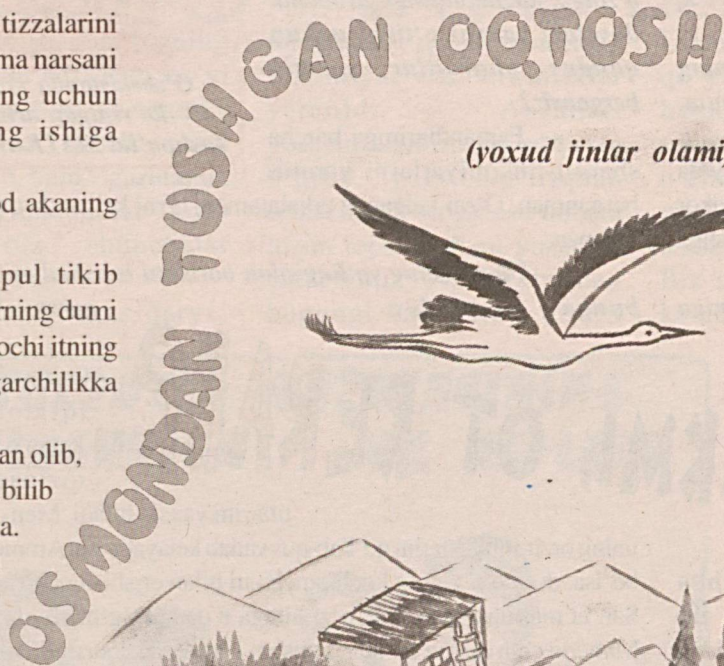 tizzalarini
ma narsani
ng uchun
ng ishiga
d akaning
pul tikib
rning dumi
ochi itning
garchilikka
an olib,
bilib
a.
OSMONDAN TUSHGAN OQTOSH
(yoxud jinlar olami